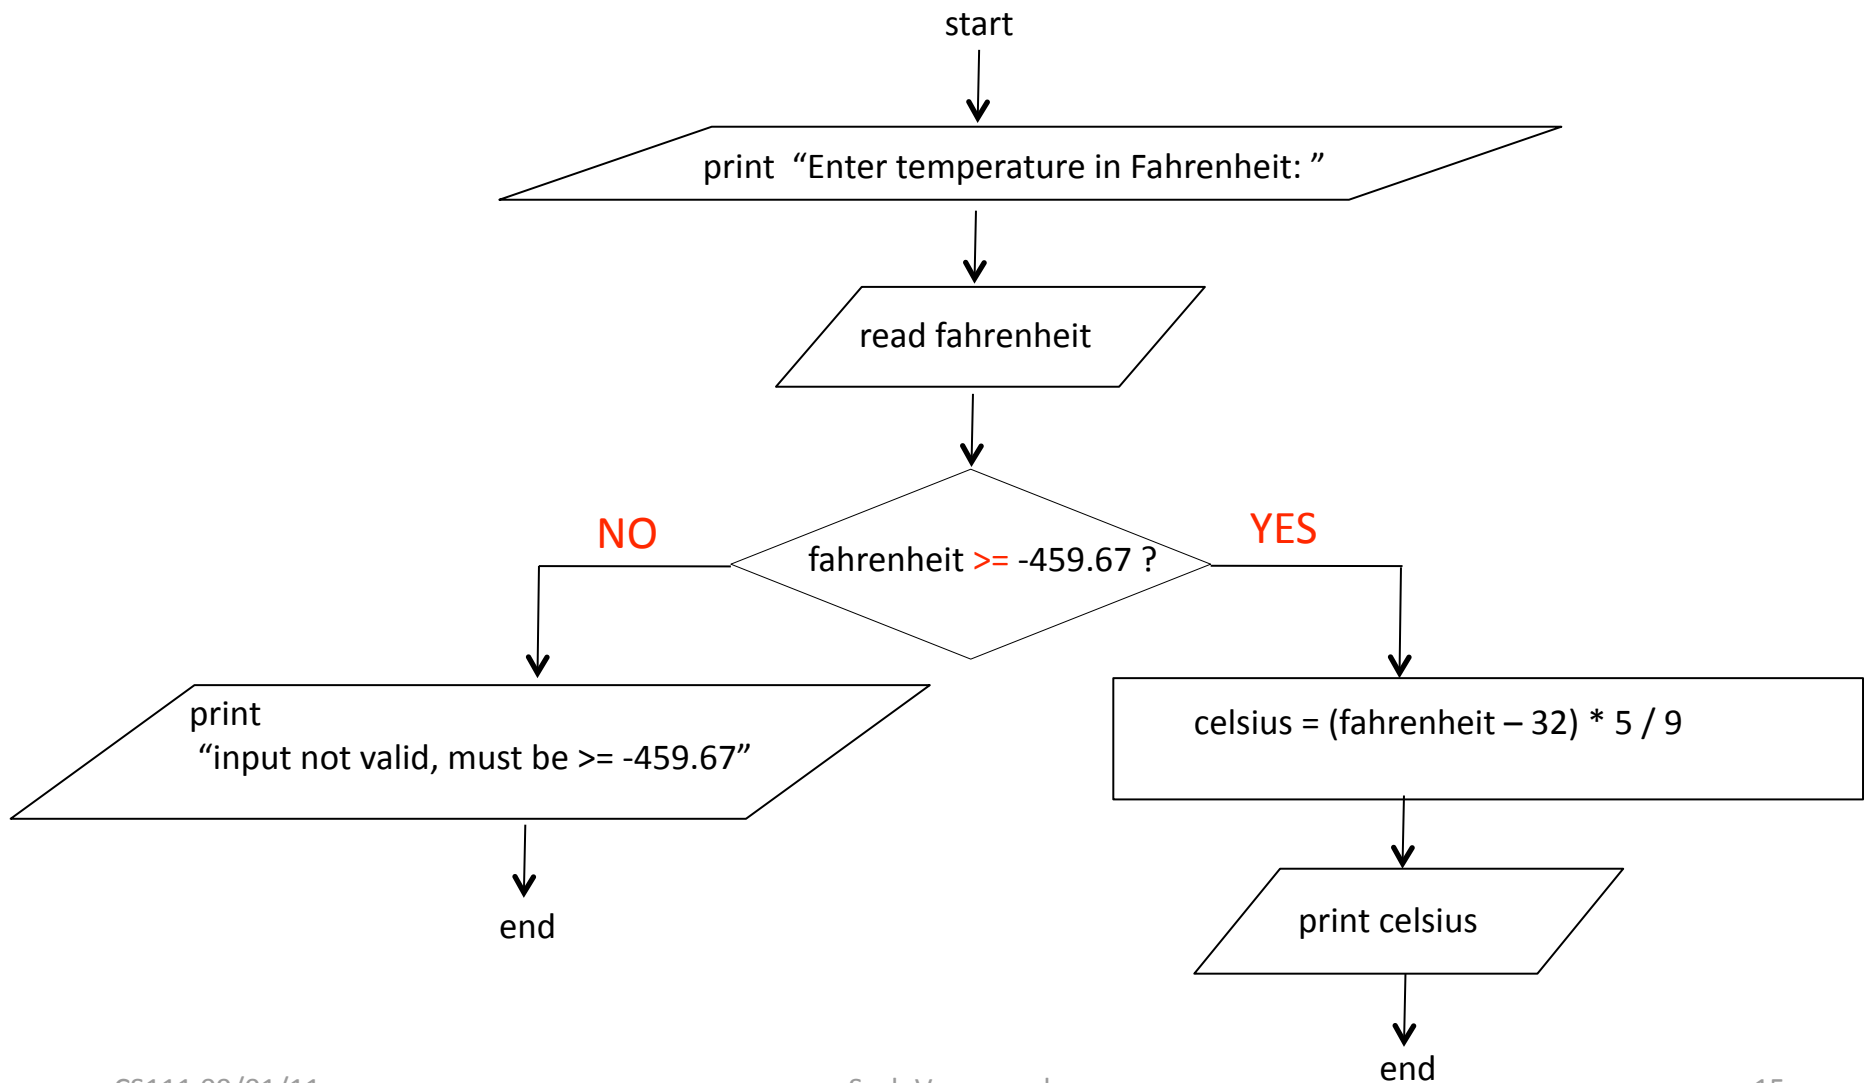 start
print “Enter temperature in Fahrenheit: ”
read fahrenheit
NO
YES
fahrenheit >= -459.67 ?
print
“input not valid, must be >= -459.67”
celsius = (fahrenheit – 32) * 5 / 9
print celsius
end
end